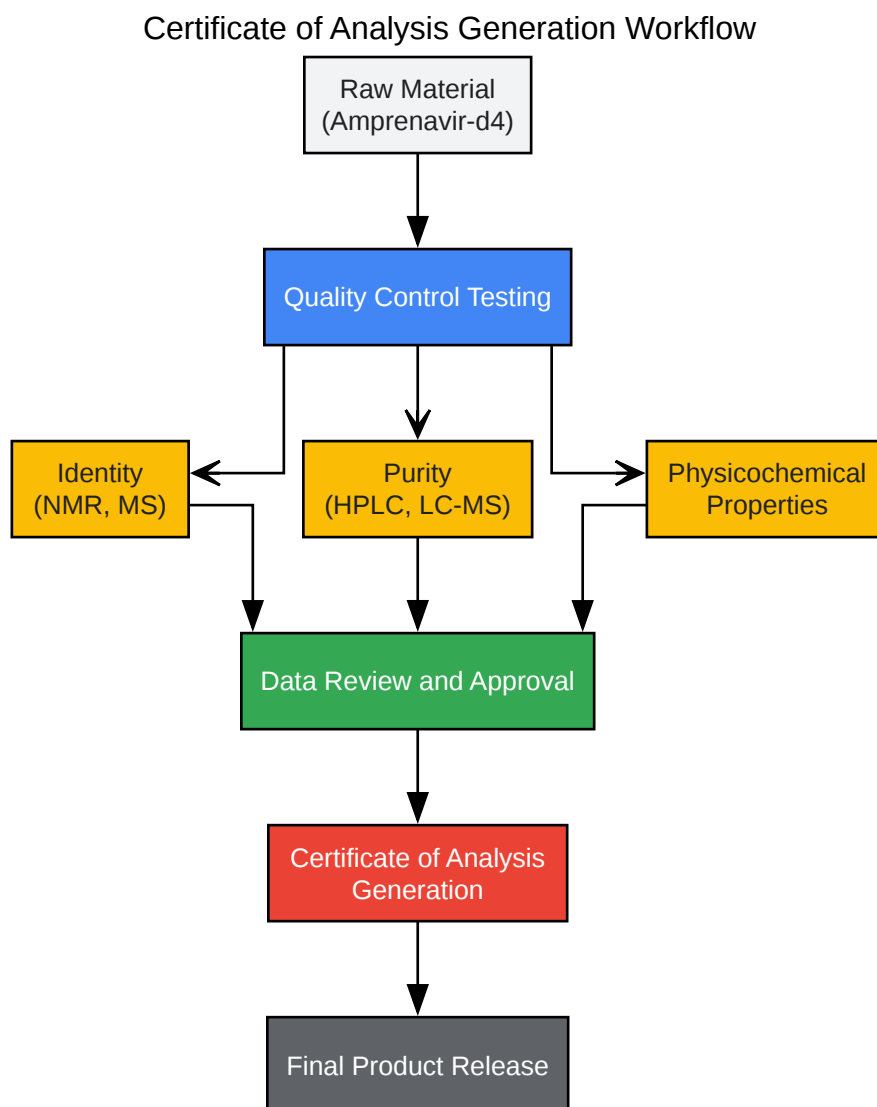 Certificate of Analysis Generation Workflow
Raw Material
(Amprenavir-d4)
Quality Control Testing
Identity
(NMR, MS)
Purity
(HPLC, LC-MS)
Physicochemical
Properties
Data Review and Approval
Certificate of Analysis
Generation
Final Product Release